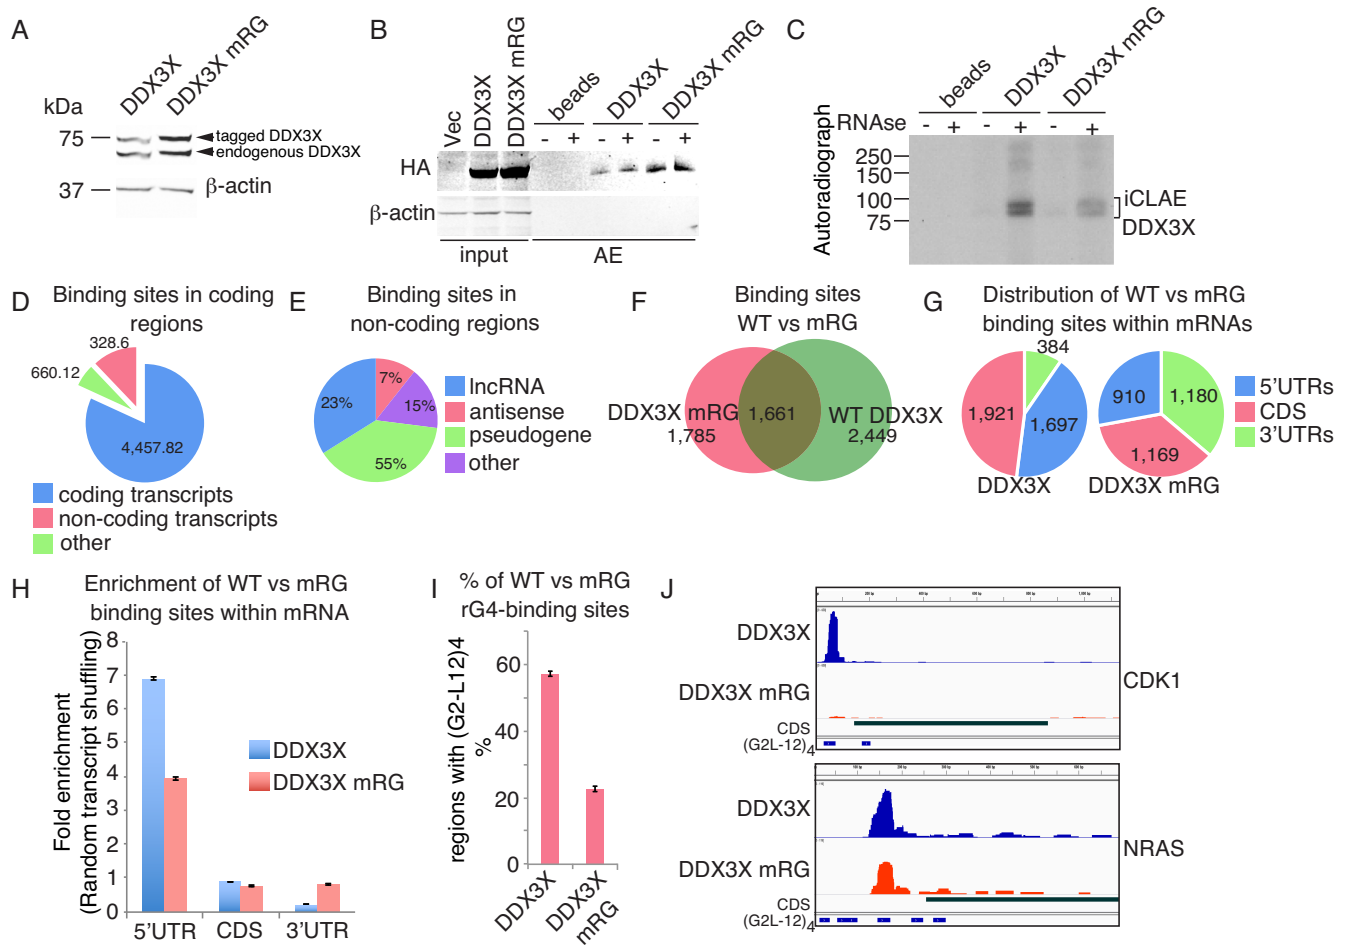 A
DDX3X
DDX3X mRG
kDa
75
tagged DDX3X
endogenous DDX3X
37
β-actin
B
Vec
DDX3X
DDX3X mRG
beads
DDX3X
DDX3X mRG
- + - + - +
HA
β-actin
input
AE
C
beads
DDX3X
DDX3X mRG
RNAse
- + - + - +
Autoradiograph
250
150
100
75
iCLAE
DDX3X
D
Binding sites in coding
regions
328.6
660.12
4,457.82
coding transcripts
non-coding transcripts
other
E
Binding sites in
non-coding regions
7%
23%
15%
55%
lncRNA
antisense
pseudogene
other
F
Binding sites
WT vs mRG
DDX3X mRG
1,785
1,661
WT DDX3X
2,449
G
Distribution of WT vs mRG
binding sites within mRNAs
384
1,921
1,697
DDX3X
910
1,180
1,169
DDX3X mRG
5'UTRs
CDS
3'UTRs
H
Enrichment of WT vs mRG
binding sites within mRNA
Fold enrichment
(Random transcript shuffling)
8
7
6
5
4
3
2
1
0
DDX3X
DDX3X mRG
5'UTR
CDS
3'UTR
I
% of WT vs mRG
rG4-binding sites
regions with (G2-L12)4
%
60
40
20
0
DDX3X
DDX3X
mRG
J
DDX3X
DDX3X mRG
CDS
(G2L-12)4
CDK1
DDX3X
DDX3X mRG
CDS
(G2L-12)4
NRAS